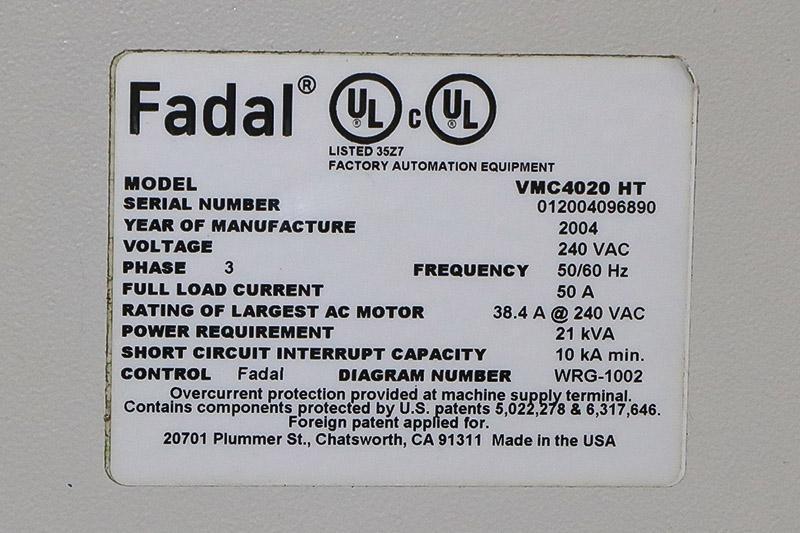 Fadal® UL® c UL®
LISTED 35Z7
FACTORY AUTOMATION EQUIPMENT
MODEL VMC4020 HT
SERIAL NUMBER 012004096890
YEAR OF MANUFACTURE 2004
VOLTAGE 240 VAC
PHASE 3 FREQUENCY 50/60 Hz
FULL LOAD CURRENT 50 A
RATING OF LARGEST AC MOTOR 38.4 A @ 240 VAC
POWER REQUIREMENT 21 kVA
SHORT CIRCUIT INTERRUPT CAPACITY 10 kA min.
CONTROL Fadal DIAGRAM NUMBER WRG-1002
Overcurrent protection provided at machine supply terminal.
Contains components protected by U.S. patents 5,022,278 & 6,317,646.
Foreign patent applied for.
20701 Plummer St., Chatsworth, CA 91311 Made in the USA